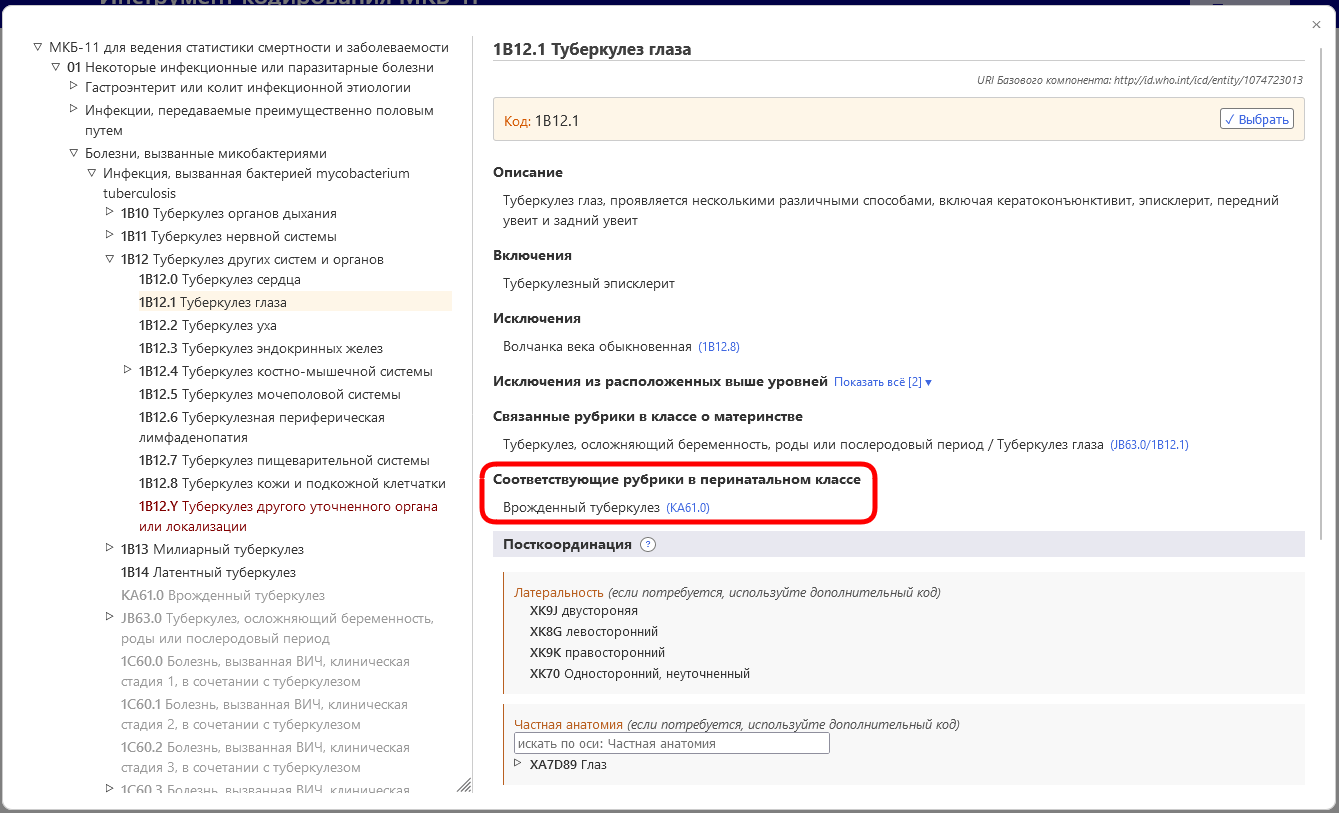 МКБ-11 для ведения статистики смертности и заболеваемости
01 Некоторые инфекционные или паразитарные болезни
Гастроэнтерит или колит инфекционной этиологии
Инфекции, передаваемые преимущественно половым
путем
Болезни, вызванные микобактериями
Инфекция, вызванная бактерией mycobacterium
tuberculosis
1B10 Туберкулез органов дыхания
1B11 Туберкулез нервной системы
1B12 Туберкулез других систем и органов
1B12.0 Туберкулез сердца
1B12.1 Туберкулез глаза
1B12.2 Туберкулез уха
1B12.3 Туберкулез эндокринных желез
1B12.4 Туберкулез костно-мышечной системы
1B12.5 Туберкулез мочеполовой системы
1B12.6 Туберкулезная периферическая
лимфаденопатия
1B12.7 Туберкулез пищеварительной системы
1B12.8 Туберкулез кожи и подкожной клетчатки
1B12.Y Туберкулез другого уточненного органа
или локализации
1B13 Милиарный туберкулез
1B14 Латентный туберкулез
KA61.0 Врожденный туберкулез
JB63.0 Туберкулез, осложняющий беременность,
роды или послеродовый период
1C60.0 Болезнь, вызванная ВИЧ, клиническая
стадия 1, в сочетании с туберкулезом
1C60.1 Болезнь, вызванная ВИЧ, клиническая
стадия 2, в сочетании с туберкулезом
1C60.2 Болезнь, вызванная ВИЧ, клиническая
стадия 3, в сочетании с туберкулезом
1C60.3 Болезнь, вызванная ВИЧ, клиническая
1B12.1 Туберкулез глаза
URI Базового компонента: http://id.who.int/icd/entity/1074723013
Код: 1B12.1
✓ Выбрать
Описание
Туберкулез глаз, проявляется несколькими различными способами, включая кератоконъюнктивит, эписклерит, передний
увеит и задний увеит
Включения
Туберкулезный эписклерит
Исключения
Волчанка века обыкновенная (1B12.8)
Исключения из расположенных выше уровней Показать всё [2] ▾
Связанные рубрики в классе о материнстве
Туберкулез, осложняющий беременность, роды или послеродовый период / Туберкулез глаза (JB63.0/1B12.1)
Соответствующие рубрики в перинатальном классе
Врожденный туберкулез (KA61.0)
Посткоординация ?
Латеральность (если потребуется, используйте дополнительный код)
XK9J двустороняя
XK8G левосторонний
XK9K правосторонний
XK70 Односторонний, неуточненный
Частная анатомия (если потребуется, используйте дополнительный код)
искать по оси: Частная анатомия
XA7D89 Глаз